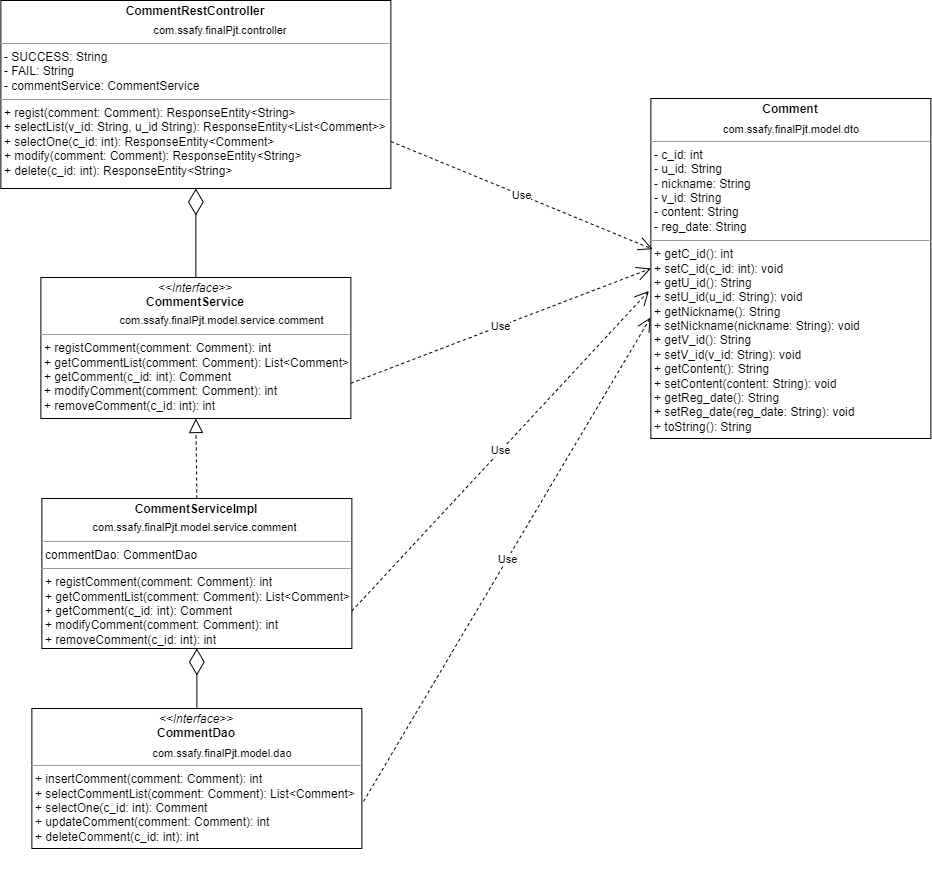 CommentRestController
com.ssafy.finalPjt.controller
- SUCCESS: String
- FAIL: String
- commentService: CommentService
+ regist(comment: Comment): ResponseEntity<String>
+ selectList(v_id: String, u_id String): ResponseEntity<List<Comment>>
+ selectOne(c_id: int): ResponseEntity<Comment>
+ modify(comment: Comment): ResponseEntity<String>
+ delete(c_id: int): ResponseEntity<String>
Use
Comment
com.ssafy.finalPjt.model.dto
- c_id: int
- u_id: String
- nickname: String
- v_id: String
- content: String
- reg_date: String
+ getC_id(): int
+ setC_id(c_id: int): void
+ getU_id(): String
+ setU_id(u_id: String): void
+ getNickname(): String
+ setNickname(nickname: String): void
+ getV_id(): String
+ setV_id(v_id: String): void
+ getContent(): String
+ setContent(content: String): void
+ getReg_date(): String
+ setReg_date(reg_date: String): void
+ toString(): String
<<Interface>>
CommentService
com.ssafy.finalPjt.model.service.comment
+ registComment(comment: Comment): int
+ getCommentList(comment: Comment): List<Comment>
+ getComment(c_id: int): Comment
+ modifyComment(comment: Comment): int
+ removeComment(c_id: int): int
Use
CommentServiceImpl
com.ssafy.finalPjt.model.service.comment
commentDao: CommentDao
+ registComment(comment: Comment): int
+ getCommentList(comment: Comment): List<Comment>
+ getComment(c_id: int): Comment
+ modifyComment(comment: Comment): int
+ removeComment(c_id: int): int
Use
<<Interface>>
CommentDao
com.ssafy.finalPjt.model.dao
+ insertComment(comment: Comment): int
+ selectCommentList(comment: Comment): List<Comment>
+ selectOne(c_id: int): Comment
+ updateComment(comment: Comment): int
+ deleteComment(c_id: int): int
Use